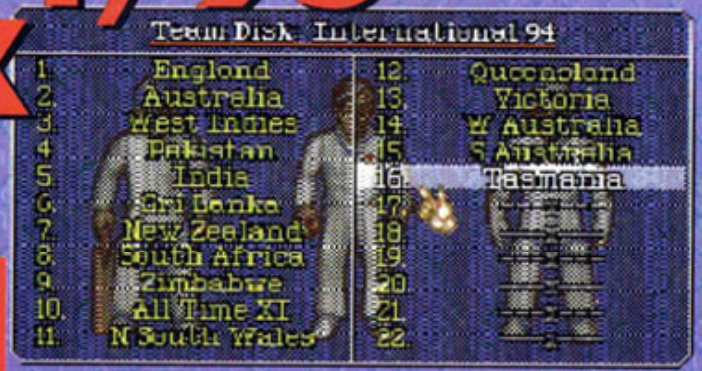 Team Disk: International 94
1. England
2. Australia
3. West Indies
4. Pakistan
5. India
6. Sri Lanka
7. New Zealand
8. South Africa
9. Zimbabwe
10. All Time XI
11. N South Wales
12. Queensland
13. Victoria
14. W Australia
15. S Australia
16. Tasmania
17.
18.
19.
20.
21.
22.